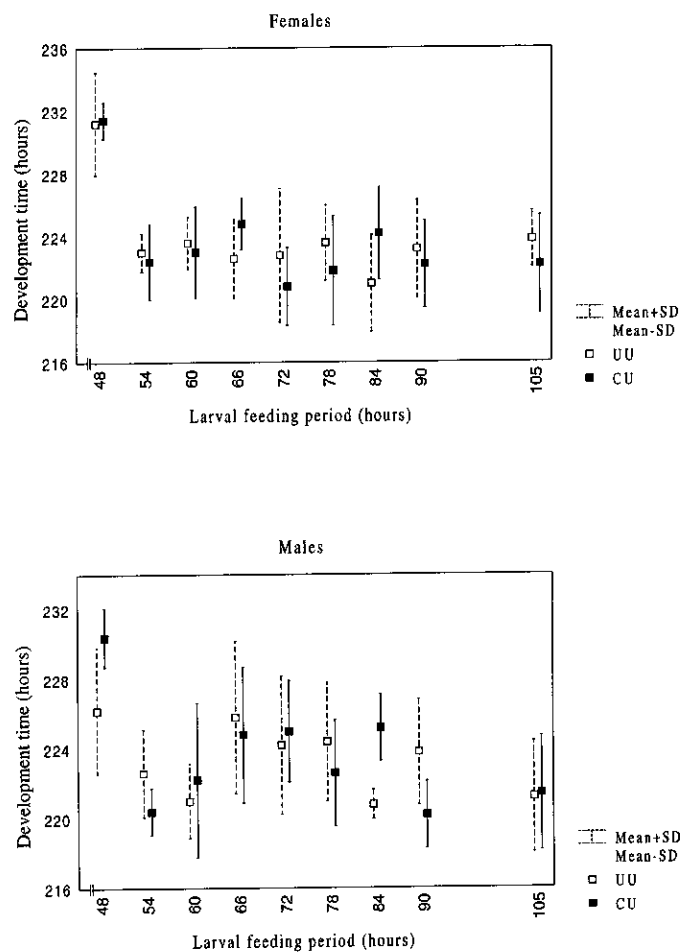 Females
236
232
228
224
220
216
Development time (hours)
48 54 60 66 72 78 84 90 105
Larval feeding period (hours)
Mean+SD
Mean-SD
UU
CU
Males
232
228
224
220
216
Development time (hours)
48 54 60 66 72 78 84 90 105
Larval feeding period (hours)
Mean+SD
Mean-SD
UU
CU